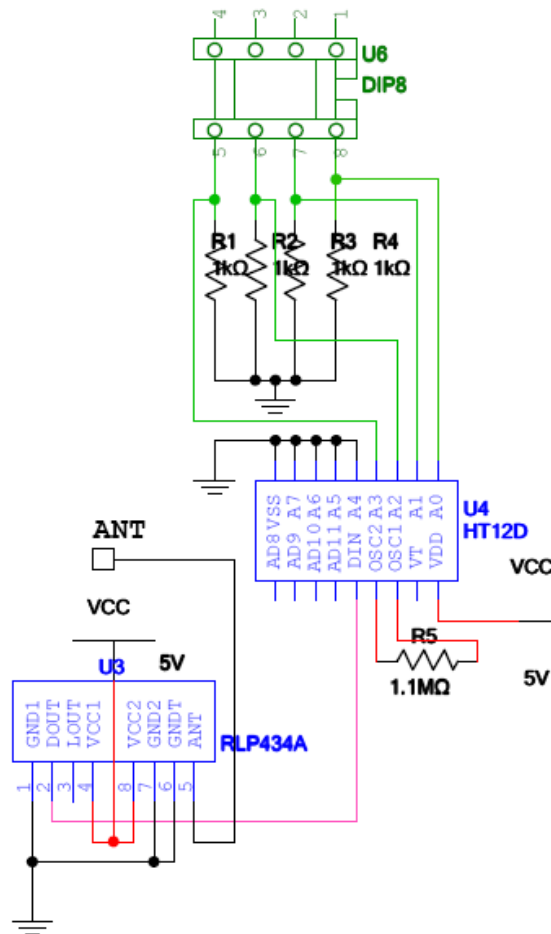 4 3 2 1
U6
DIP8
5 6 7 8
R1 R2 R3 R4
1kΩ 1kΩ 1kΩ 1kΩ
VSS A7 A6 A5 A4 A3 A2 A1 A0
AD8 AD9 AD10 AD11 DIN OSC2 OSC1 VT VDD
U4
HT12D
ANT
VCC
VCC
R5
U3 5V
5V
1.1MΩ
GND1 DOUT LOUT VCC1 VCC2 GND2 GNDT ANT
RLP434A
1 2 3 4 8 7 6 5